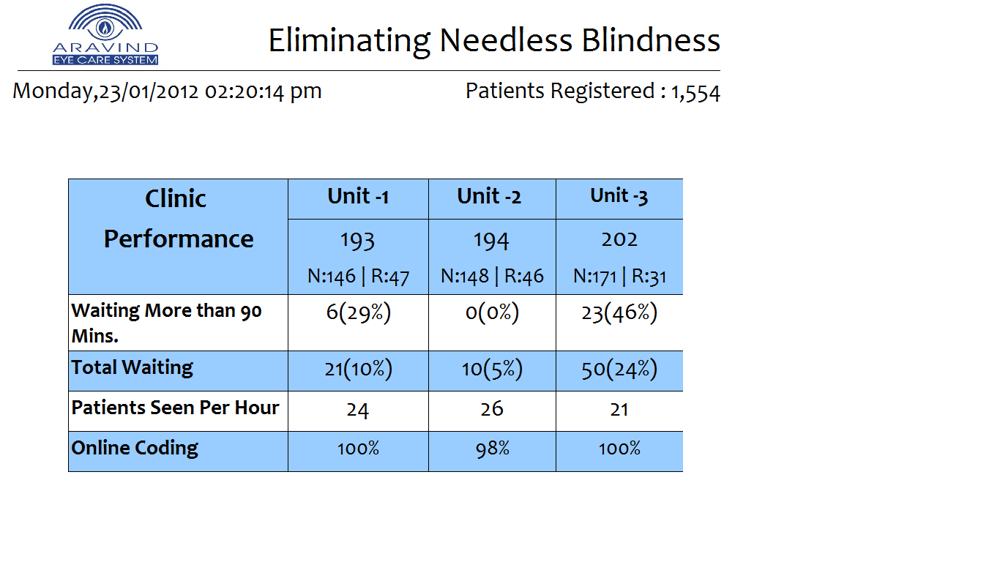 ARAVIND
EYE CARE SYSTEM
Eliminating Needless Blindness
Monday,23/01/2012 02:20:14 pm
Patients Registered : 1,554
Clinic
Performance
Unit -1
Unit -2
Unit -3
193
194
202
N:146 | R:47
N:148 | R:46
N:171 | R:31
Waiting More than 90
Mins.
6(29%)
0(0%)
23(46%)
Total Waiting
21(10%)
10(5%)
50(24%)
Patients Seen Per Hour
24
26
21
Online Coding
100%
98%
100%